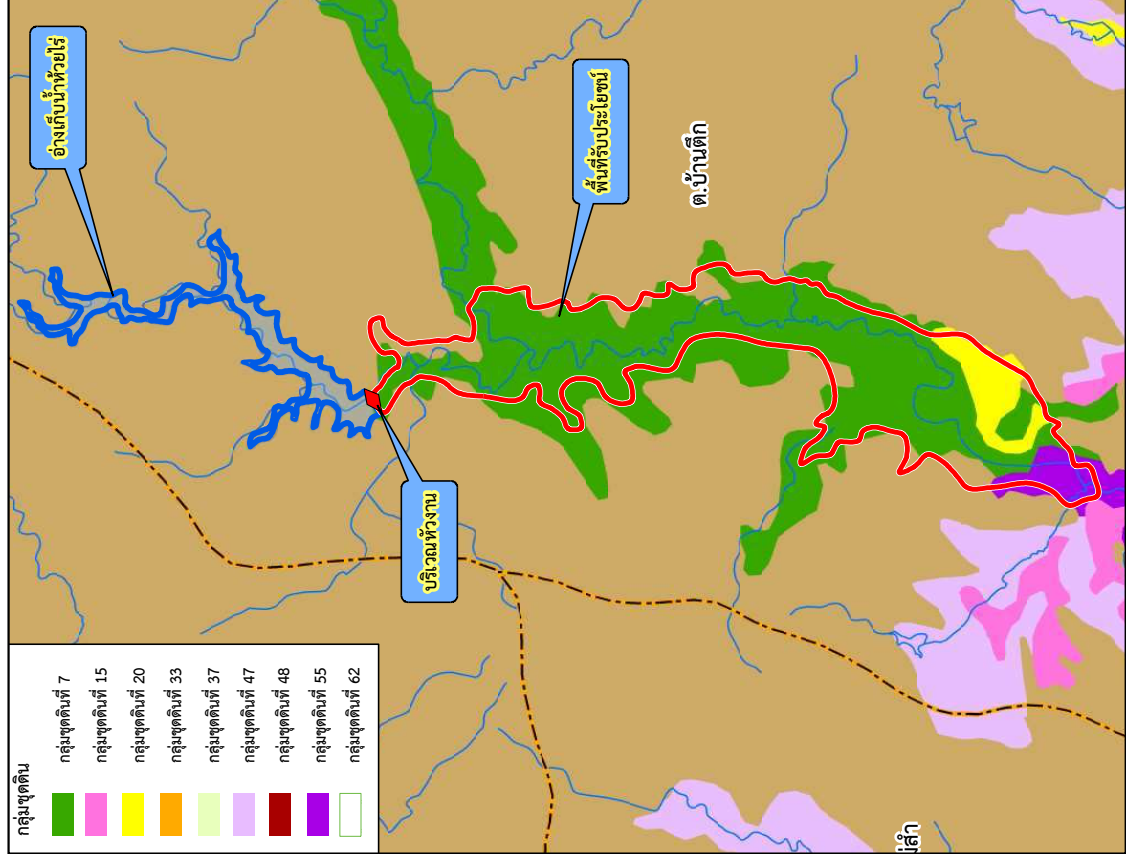 กลุ่มชุดดิน
กลุ่มชุดดินที่ 7
กลุ่มชุดดินที่ 15
กลุ่มชุดดินที่ 20
กลุ่มชุดดินที่ 33
กลุ่มชุดดินที่ 37
กลุ่มชุดดินที่ 47
กลุ่มชุดดินที่ 48
กลุ่มชุดดินที่ 55
กลุ่มชุดดินที่ 62
อ่างเก็บน้ำห้วยไร่
บริเวณหัวงาน
พื้นที่รับประโยชน์
ต.บ้านตึก